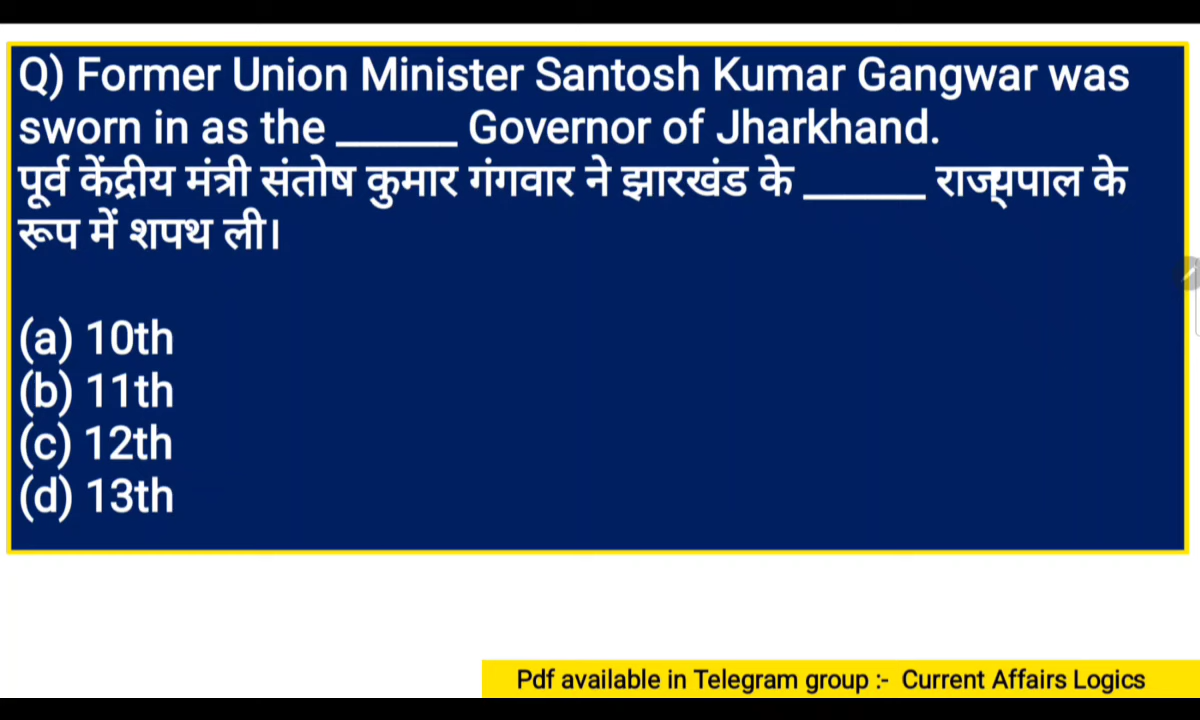 Q) Former Union Minister Santosh Kumar Gangwar was
sworn in as the ______ Governor of Jharkhand.
पूर्व केंद्रीय मंत्री संतोष कुमार गंगवार ने झारखंड के ______ राज्यपाल के
रूप में शपथ ली।
(a) 10th
(b) 11th
(c) 12th
(d) 13th
Pdf available in Telegram group :- Current Affairs Logics